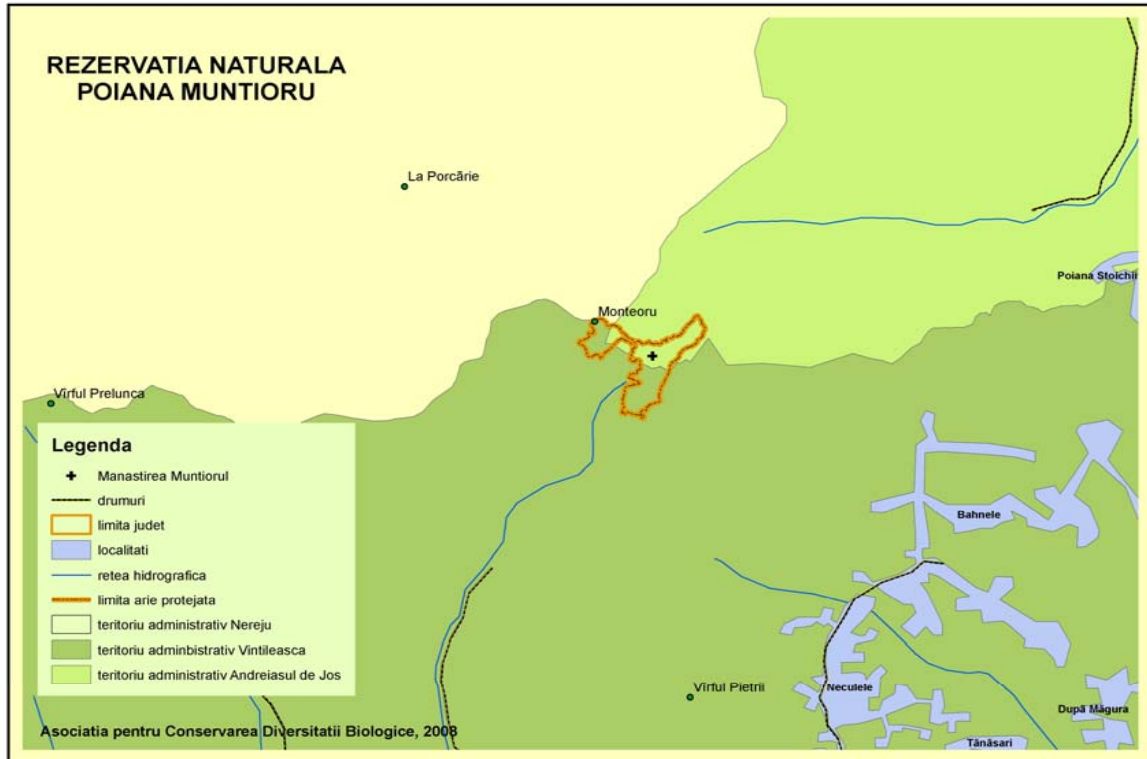 REZERVATIA NATURALA
POIANA MUNTIORU
La Porcãrie
Poiana Stoichin
Monteoru
Vîrful Prelunca
Legenda
Manastirea Muntiorul
drumuri
limita judet
localitati
retea hidrografica
limita arie protejata
teritoriu administrativ Nereju
teritoriu adminbistrativ Vintileasca
teritoriu administrativ Andreiasul de Jos
Bahnele
Vîrful Pietrii
Neculele
După Măgura
Tănăsari
Asociatia pentru Conservarea Diversitatii Biologice, 2008